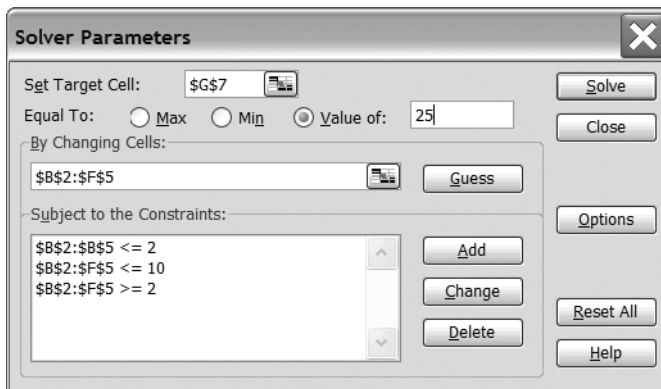 Solver Parameters
Set Target Cell: $G$7
Solve
Equal To: Max Min Value of: 25
Close
By Changing Cells:
$B$2:$F$5
Guess
Subject to the Constraints:
Options
$B$2:$B$5 <= 2
$B$2:$F$5 <= 10
$B$2:$F$5 >= 2
Add
Change
Delete
Reset All
Help